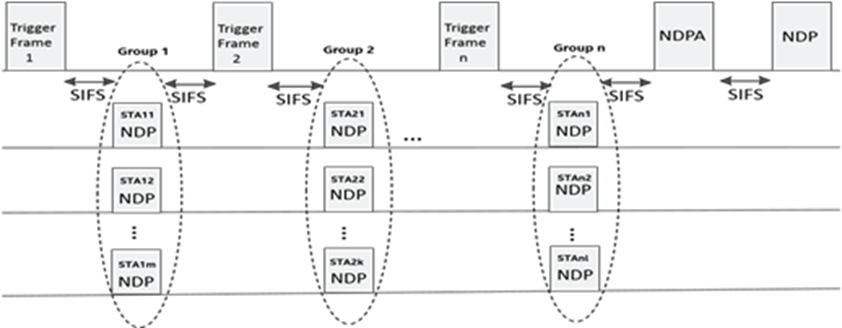 Trigger
Frame
1
Group 1
Trigger
Frame
2
Group 2
Trigger
Frame
n
Group n
NDPA
NDP
SIFS
SIFS
SIFS
SIFS
SIFS
SIFS
STA11
NDP
STA21
NDP
...
STAn1
NDP
STA12
NDP
STA22
NDP
STAn2
NDP
STA1m
NDP
STA2k
NDP
STAnl
NDP